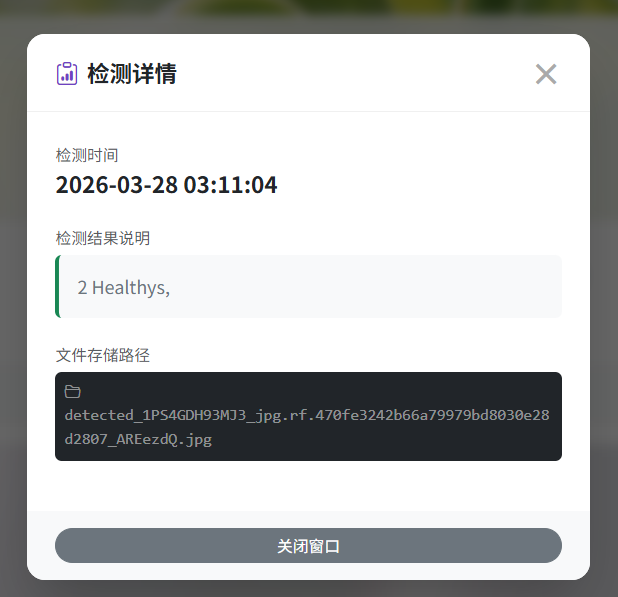 检测详情
检测时间
2026-03-28 03:11:04
检测结果说明
2 Healthys,
文件存储路径
detected_1PS4GDH93MJ3_jpg.rf.470fe3242b66a79979bd8030e28
d2807_AREezdQ.jpg
关闭窗口